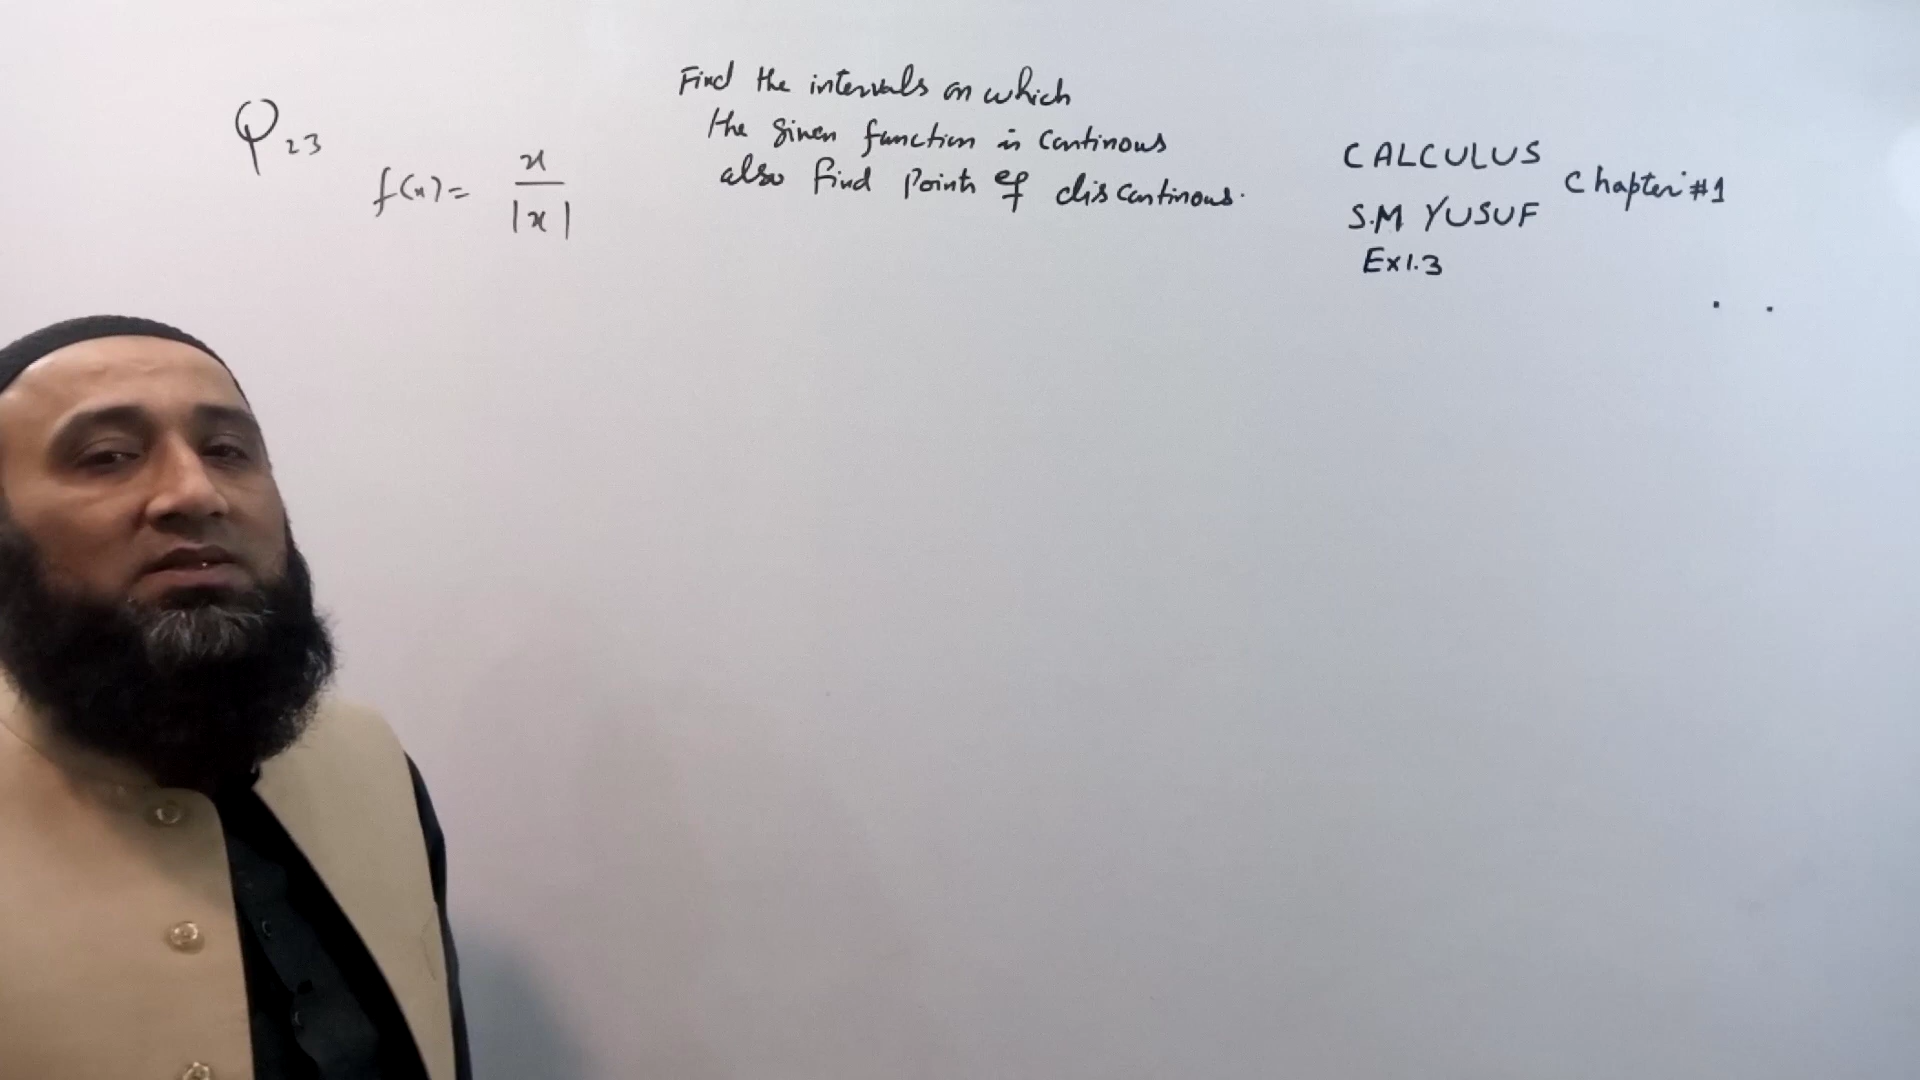 Q23
f(x) = x / |x|
Find the intervals on which
the given function is continous
also find points of discontinous.
CALCULUS
S.M YUSUF
Ex1.3
Chapter #1